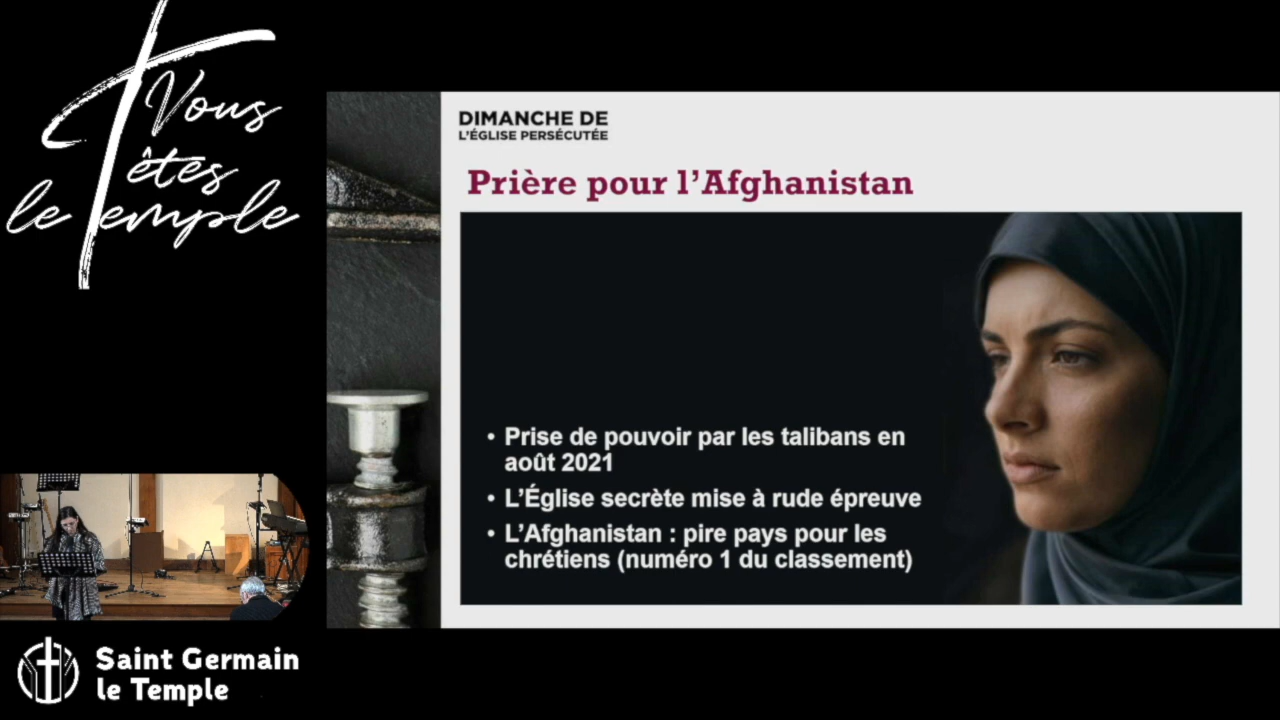 Vous
êtes
le Temple
DIMANCHE DE
L'ÉGLISE PERSÉCUTÉE
Prière pour l'Afghanistan
• Prise de pouvoir par les talibans en
août 2021
• L'Église secrète mise à rude épreuve
• L'Afghanistan : pire pays pour les
chrétiens (numéro 1 du classement)
Saint Germain
le Temple